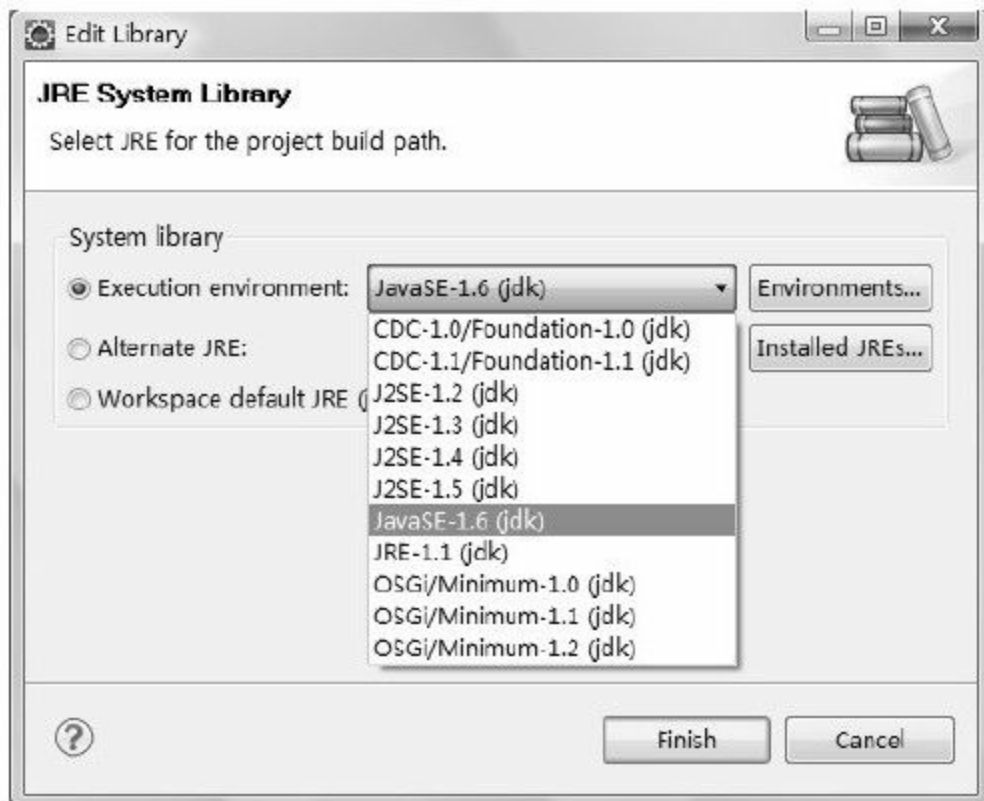 Edit Library
JRE System Library
Select JRE for the project build path.
System library
Execution environment: JavaSE-1.6 (jdk) Environments...
CDC-1.0/Foundation-1.0 (jdk)
Alternate JRE: Installed JREs...
CDC-1.1/Foundation-1.1 (jdk)
Workspace default JRE (j
J2SE-1.2 (jdk)
J2SE-1.3 (jdk)
J2SE-1.4 (jdk)
J2SE-1.5 (jdk)
JavaSE-1.6 (jdk)
JRE-1.1 (jdk)
OSGi/Minimum-1.0 (jdk)
OSGi/Minimum-1.1 (jdk)
OSGi/Minimum-1.2 (jdk)
? Finish Cancel